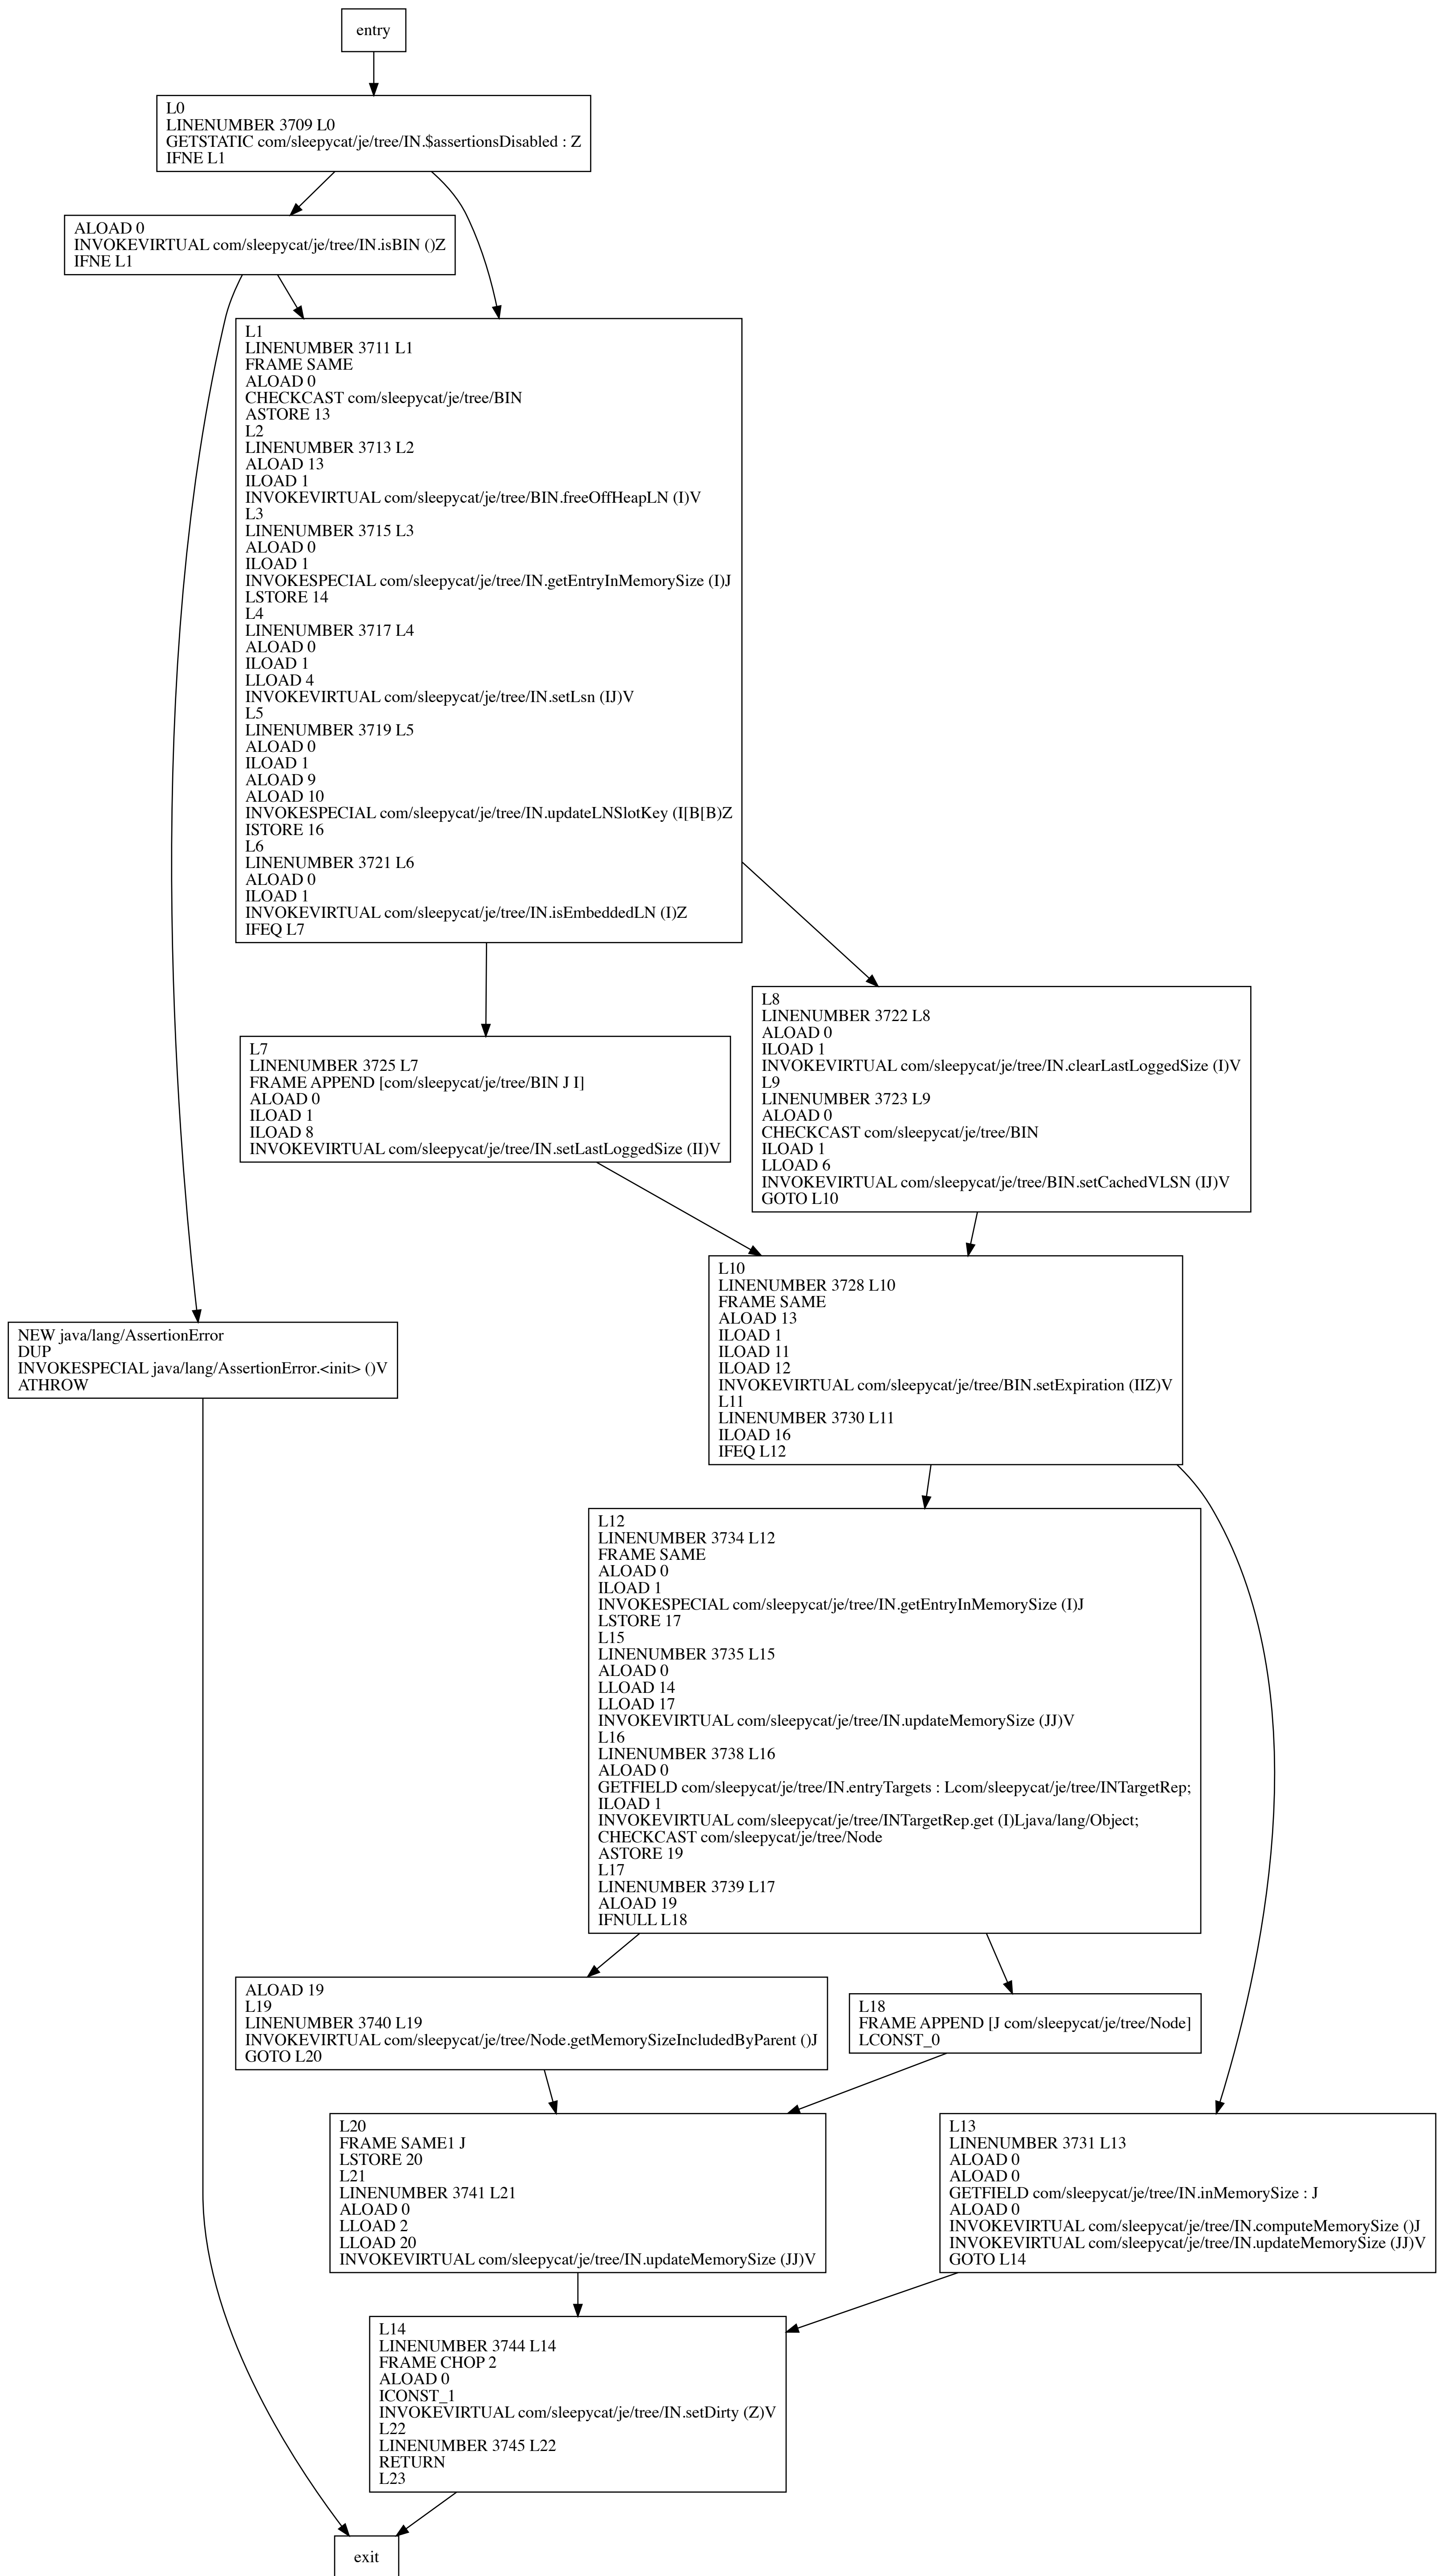 entry
L0
LINENUMBER 3709 L0
GETSTATIC com/sleepycat/je/tree/IN.$assertionsDisabled : Z
IFNE L1
ALOAD 0
INVOKEVIRTUAL com/sleepycat/je/tree/IN.isBIN ()Z
IFNE L1
L1
LINENUMBER 3711 L1
FRAME SAME
ALOAD 0
CHECKCAST com/sleepycat/je/tree/BIN
ASTORE 13
L2
LINENUMBER 3713 L2
ALOAD 13
ILOAD 1
INVOKEVIRTUAL com/sleepycat/je/tree/BIN.freeOffHeapLN (I)V
L3
LINENUMBER 3715 L3
ALOAD 0
ILOAD 1
INVOKESPECIAL com/sleepycat/je/tree/IN.getEntryInMemorySize (I)J
LSTORE 14
L4
LINENUMBER 3717 L4
ALOAD 0
ILOAD 1
LLOAD 4
INVOKEVIRTUAL com/sleepycat/je/tree/IN.setLsn (IJ)V
L5
LINENUMBER 3719 L5
ALOAD 0
ILOAD 1
ALOAD 9
ALOAD 10
INVOKESPECIAL com/sleepycat/je/tree/IN.updateLNSlotKey (I[B[B)Z
ISTORE 16
L6
LINENUMBER 3721 L6
ALOAD 0
ILOAD 1
INVOKEVIRTUAL com/sleepycat/je/tree/IN.isEmbeddedLN (I)Z
IFEQ L7
L8
LINENUMBER 3722 L8
ALOAD 0
ILOAD 1
INVOKEVIRTUAL com/sleepycat/je/tree/IN.clearLastLoggedSize (I)V
L9
LINENUMBER 3723 L9
ALOAD 0
CHECKCAST com/sleepycat/je/tree/BIN
ILOAD 1
LLOAD 6
INVOKEVIRTUAL com/sleepycat/je/tree/BIN.setCachedVLSN (IJ)V
GOTO L10
L7
LINENUMBER 3725 L7
FRAME APPEND [com/sleepycat/je/tree/BIN J I]
ALOAD 0
ILOAD 1
ILOAD 8
INVOKEVIRTUAL com/sleepycat/je/tree/IN.setLastLoggedSize (II)V
L10
LINENUMBER 3728 L10
FRAME SAME
ALOAD 13
ILOAD 1
ILOAD 11
ILOAD 12
INVOKEVIRTUAL com/sleepycat/je/tree/BIN.setExpiration (IIZ)V
L11
LINENUMBER 3730 L11
ILOAD 16
IFEQ L12
NEW java/lang/AssertionError
DUP
INVOKESPECIAL java/lang/AssertionError.<init> ()V
ATHROW
L12
LINENUMBER 3734 L12
FRAME SAME
ALOAD 0
ILOAD 1
INVOKESPECIAL com/sleepycat/je/tree/IN.getEntryInMemorySize (I)J
LSTORE 17
L15
LINENUMBER 3735 L15
ALOAD 0
LLOAD 14
LLOAD 17
INVOKEVIRTUAL com/sleepycat/je/tree/IN.updateMemorySize (JJ)V
L16
LINENUMBER 3738 L16
ALOAD 0
GETFIELD com/sleepycat/je/tree/IN.entryTargets : Lcom/sleepycat/je/tree/INTargetRep;
ILOAD 1
INVOKEVIRTUAL com/sleepycat/je/tree/INTargetRep.get (I)Ljava/lang/Object;
CHECKCAST com/sleepycat/je/tree/Node
ASTORE 19
L17
LINENUMBER 3739 L17
ALOAD 19
IFNULL L18
ALOAD 19
L19
LINENUMBER 3740 L19
INVOKEVIRTUAL com/sleepycat/je/tree/Node.getMemorySizeIncludedByParent ()J
GOTO L20
L18
FRAME APPEND [J com/sleepycat/je/tree/Node]
LCONST_0
L20
FRAME SAME1 J
LSTORE 20
L21
LINENUMBER 3741 L21
ALOAD 0
LLOAD 2
LLOAD 20
INVOKEVIRTUAL com/sleepycat/je/tree/IN.updateMemorySize (JJ)V
L13
LINENUMBER 3731 L13
ALOAD 0
ALOAD 0
GETFIELD com/sleepycat/je/tree/IN.inMemorySize : J
ALOAD 0
INVOKEVIRTUAL com/sleepycat/je/tree/IN.computeMemorySize ()J
INVOKEVIRTUAL com/sleepycat/je/tree/IN.updateMemorySize (JJ)V
GOTO L14
L14
LINENUMBER 3744 L14
FRAME CHOP 2
ALOAD 0
ICONST_1
INVOKEVIRTUAL com/sleepycat/je/tree/IN.setDirty (Z)V
L22
LINENUMBER 3745 L22
RETURN
L23
exit